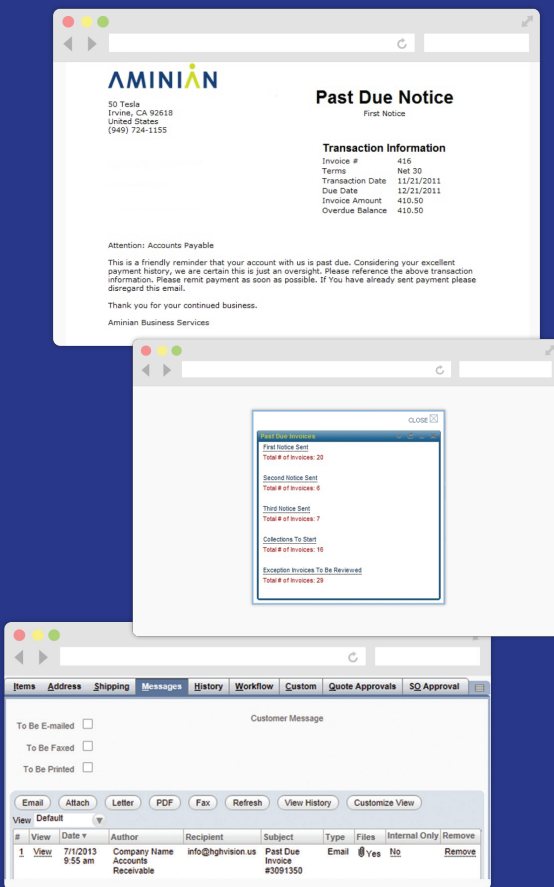 AMINIAN
50 Tesla
Irvine, CA 92618
United States
(949) 724-1155
Past Due Notice
First Notice
Transaction Information
Invoice # 416
Terms Net 30
Transaction Date 11/21/2011
Due Date 12/21/2011
Invoice Amount 410.50
Overdue Balance 410.50
Attention: Accounts Payable
This is a friendly reminder that your account with us is past due. Considering your excellent
payment history, we are certain this is just an oversight. Please reference the above transaction
information. Please remit payment as soon as possible. If You have already sent payment please
disregard this email.
Thank you for your continued business.
Aminian Business Services
CLOSE
Past Due Invoices
First Notice Sent
Total # of Invoices: 20
Second Notice Sent
Total # of Invoices: 6
Third Notice Sent
Total # of Invoices: 7
Collections To Start
Total # of Invoices: 16
Exception Invoices To Be Reviewed
Total # of Invoices: 29
Items Address Shipping Messages History Workflow Custom Quote Approvals SO Approval
Customer Message
To Be E-mailed
To Be Faxed
To Be Printed
Email Attach Letter PDF Fax Refresh View History Customize View
View Default
# View Date Author Recipient Subject Type Files Internal Only Remove
1 View 7/1/2013 Company Name info@hghvision.us Past Due Email Yes No Remove
9:55 am Accounts Invoice
Receivable #3091350